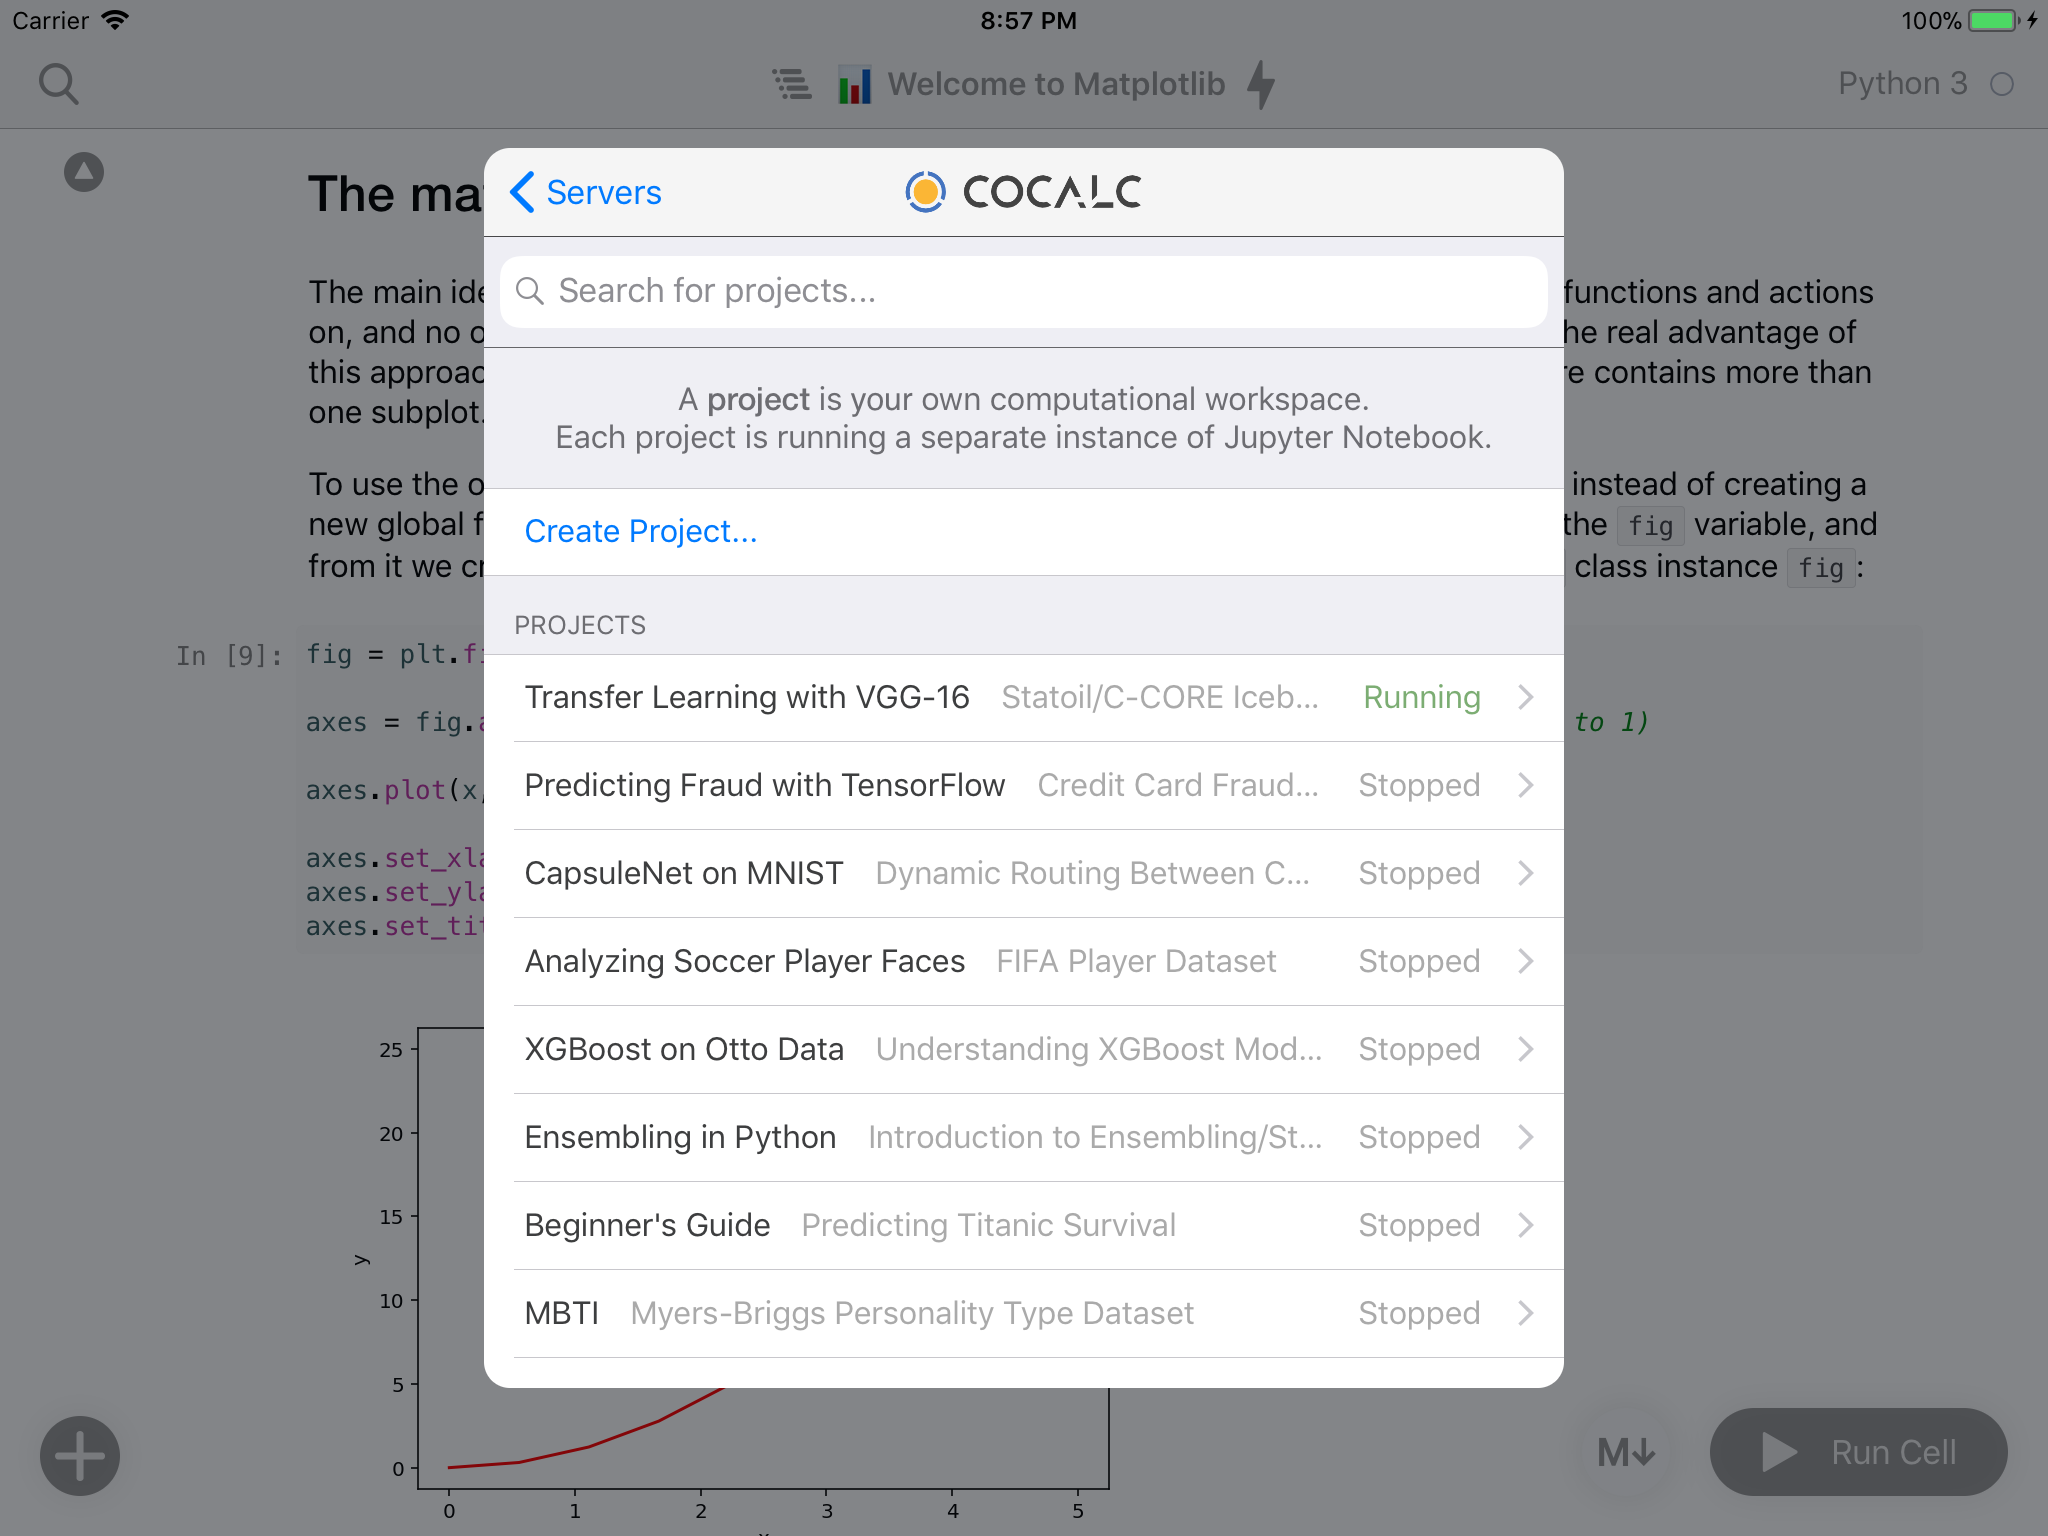 Carrier
8:57 PM
100%
Welcome to Matplotlib
Python 3
The ma
Servers
COCALC
Search for projects...
The main ide
functions and actions
on, and no o
he real advantage of
this approac
re contains more than
one subplot.
A project is your own computational workspace.
Each project is running a separate instance of Jupyter Notebook.
To use the o
instead of creating a
new global f
the fig variable, and
from it we cr
class instance fig:
Create Project...
PROJECTS
In [9]:
fig = plt.fi
axes = fig.a
to 1)
axes.plot(x,
axes.set_xla
axes.set_yla
axes.set_tit
Transfer Learning with VGG-16 Statoil/C-CORE Iceb... Running
Predicting Fraud with TensorFlow Credit Card Fraud... Stopped
CapsuleNet on MNIST Dynamic Routing Between C... Stopped
Analyzing Soccer Player Faces FIFA Player Dataset Stopped
XGBoost on Otto Data Understanding XGBoost Mod... Stopped
Ensembling in Python Introduction to Ensembling/St... Stopped
Beginner's Guide Predicting Titanic Survival Stopped
MBTI Myers-Briggs Personality Type Dataset Stopped
25
20
15
y
10
5
0
0 1 2 3 4 5
M↓
Run Cell